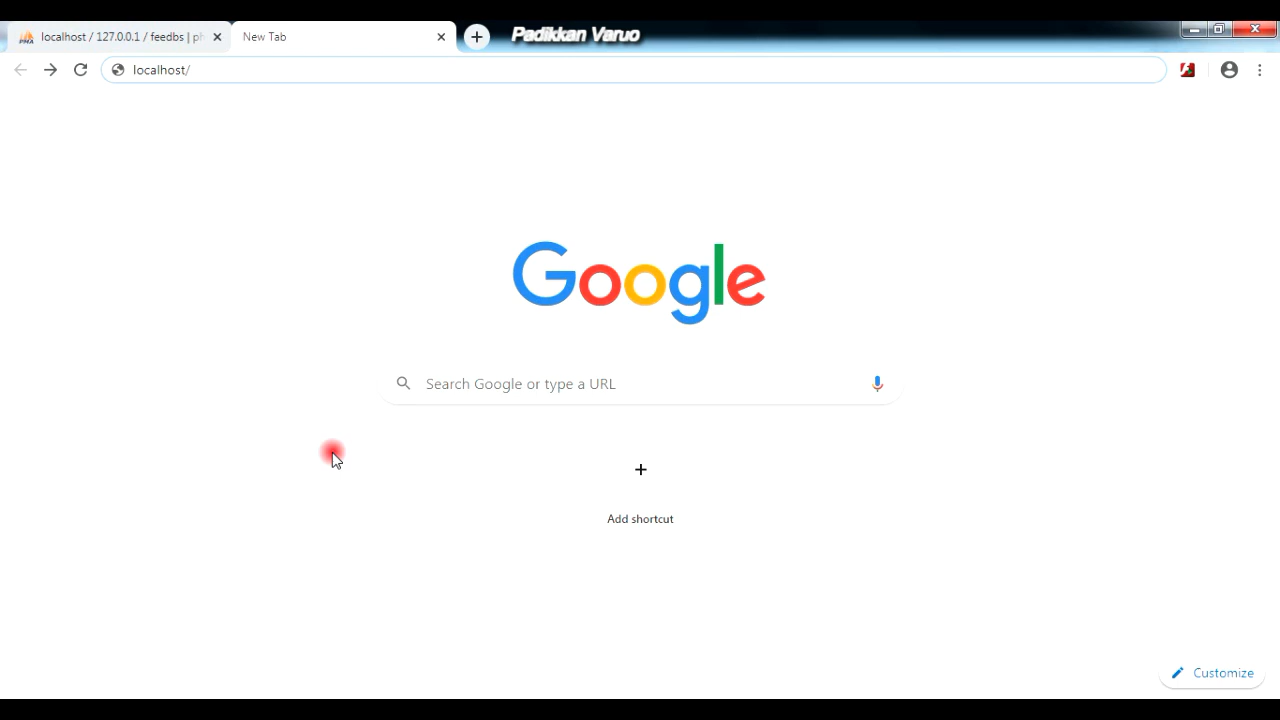 localhost / 127.0.0.1 / feedbs | ph
New Tab
Padikkan Varuo
localhost/
Google
Search Google or type a URL
Add shortcut
Customize